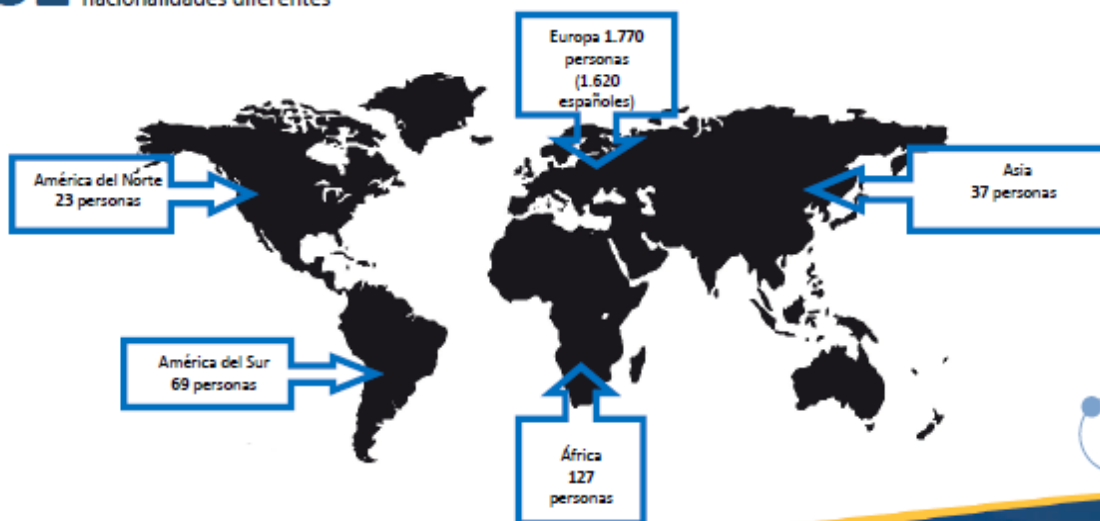 nacionalidades diferentes
Europa 1.770
personas
(1.620
españoles)
América del Norte
23 personas
Asia
37 personas
América del Sur
69 personas
África
127
personas